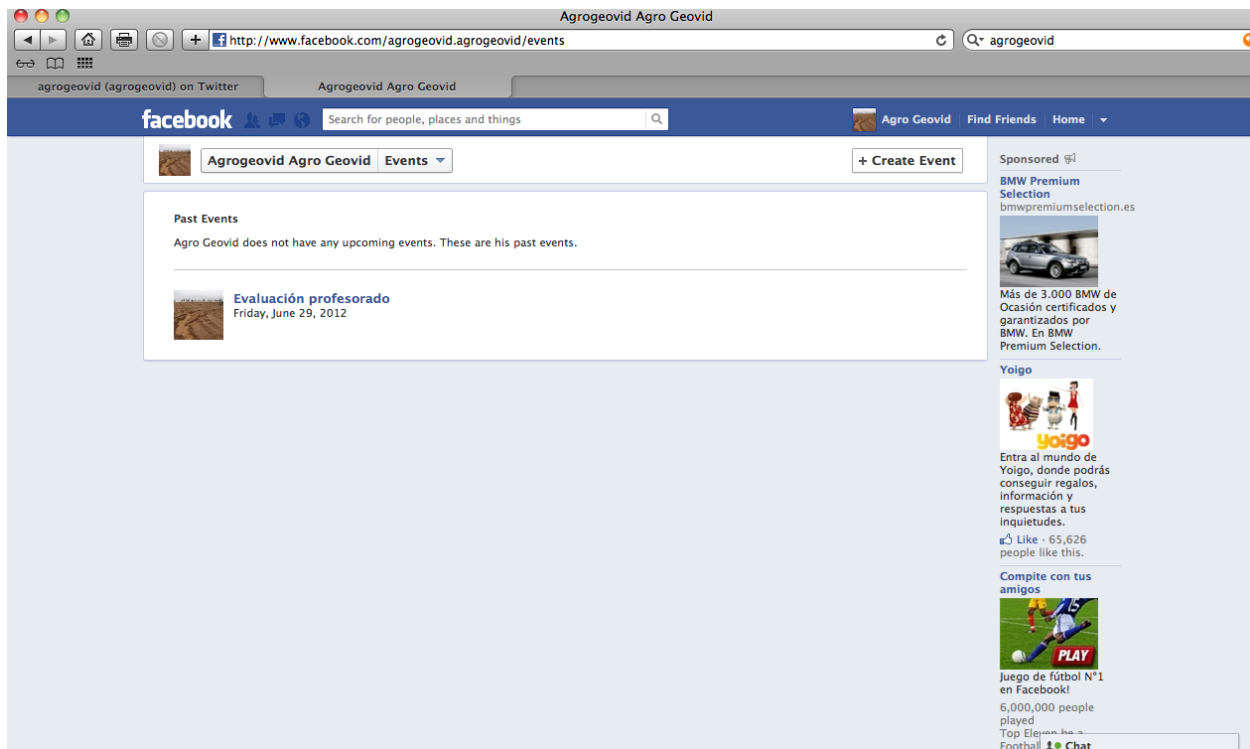 Agrogeovid Agro Geovid
http://www.facebook.com/agrogeovid.agrogeovid/events
agrogeovid
agrogeovid (agrogeovid) on Twitter
Agrogeovid Agro Geovid
facebook
Search for people, places and things
Agro Geovid
Find Friends
Home
Agrogeovid Agro Geovid
Events
+ Create Event
Past Events
Agro Geovid does not have any upcoming events. These are his past events.
Evaluación profesorado
Friday, June 29, 2012
Sponsored
BMW Premium
Selection
bmwpremiumselection.es
Más de 3.000 BMW de
Ocasión certificados y
garantizados por
BMW. En BMW
Premium Selection.
Yoigo
yoigo
Entra al mundo de
Yoigo, donde podrás
conseguir regalos,
información y
respuestas a tus
inquietudes.
Like · 65,626
people like this.
Compite con tus
amigos
PLAY
Juego de fútbol N°1
en Facebook!
6,000,000 people
played
Top Eleven be a
Chat